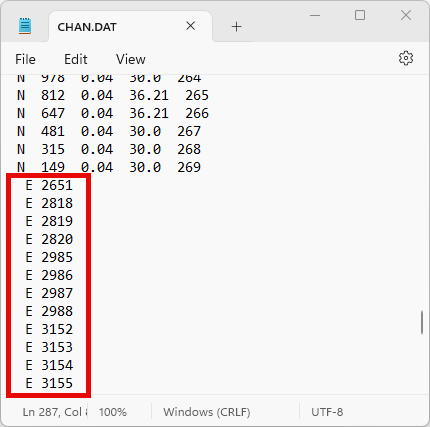 CHAN.DAT
File Edit View
N 978 0.04 30.0 264
N 812 0.04 36.21 265
N 647 0.04 36.21 266
N 481 0.04 30.0 267
N 315 0.04 30.0 268
N 149 0.04 30.0 269
E 2651
E 2818
E 2819
E 2820
E 2985
E 2986
E 2987
E 2988
E 3152
E 3153
E 3154
E 3155
Ln 287, Col 100% Windows (CRLF) UTF-8